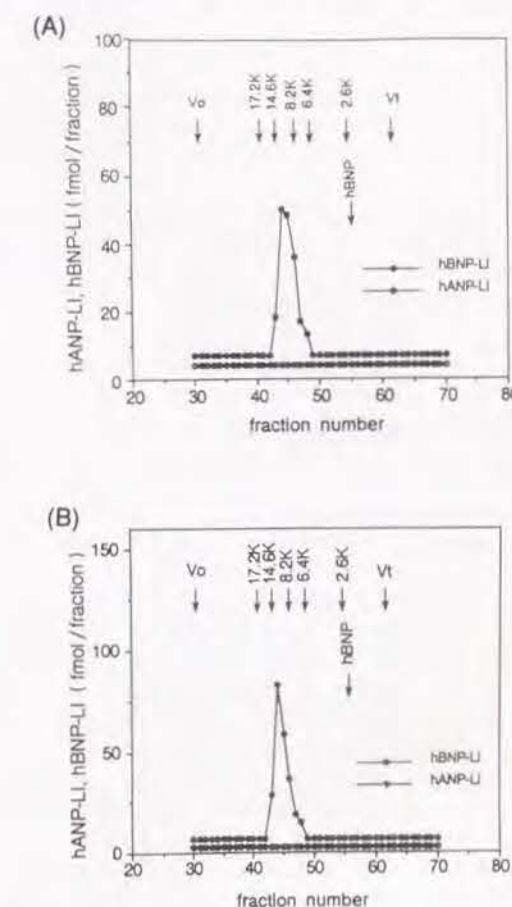 (A)
hANP-LI, hBNP-LI ( fmol / fraction )
100
80
60
40
20
0
Vo
17.2K
14.6K
8.2K
6.4K
2.6K
Vt
hBNP
hBNP-LI
hANP-LI
20 30 40 50 60 70 80
fraction number
(B)
hANP-LI, hBNP-LI ( fmol / fraction )
150
100
50
0
Vo
17.2K
14.6K
8.2K
6.4K
2.6K
Vt
hBNP
hBNP-LI
hANP-LI
20 30 40 50 60 70 80
fraction number